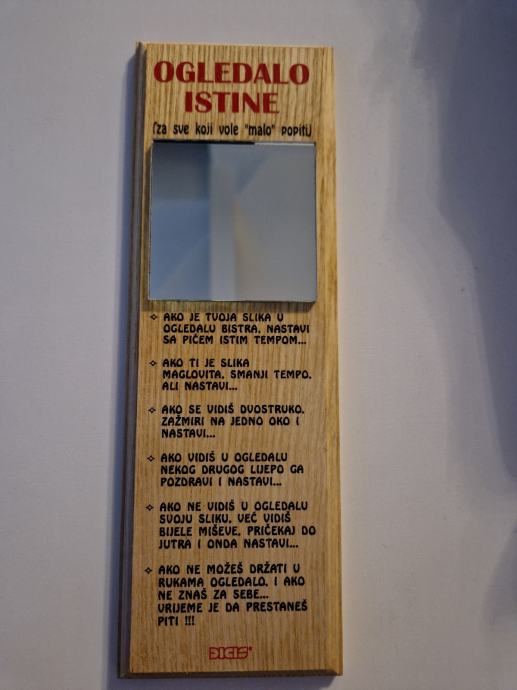 OGLEDALO
ISTINE
(za sve koji vole "malo" popiti)
✧ AKO JE TVOJA SLIKA U
OGLEDALU BISTRA, NASTAVI
SA PIĆEM ISTIM TEMPOM...
✧ AKO TI JE SLIKA
MAGLOVITA, SMANJI TEMPO,
ALI NASTAVI...
✧ AKO SE VIDIŠ DVOSTRUKO,
ZAŽMIRI NA JEDNO OKO I
NASTAVI...
✧ AKO VIDIŠ U OGLEDALU
NEKOG DRUGOG LIJEPO GA
POZDRAVI I NASTAVI...
✧ AKO NE VIDIŠ U OGLEDALU
SVOJU SLIKU, VEĆ VIDIŠ
BIJELE MIŠEVE, PRIČEKAJ DO
JUTRA I ONDA NASTAVI...
✧ AKO NE MOŽEŠ DRŽATI U
RUKAMA OGLEDALO, I AKO
NE ZNAŠ ZA SEBE...
VRIJEME JE DA PRESTANEŠ
PITI !!!